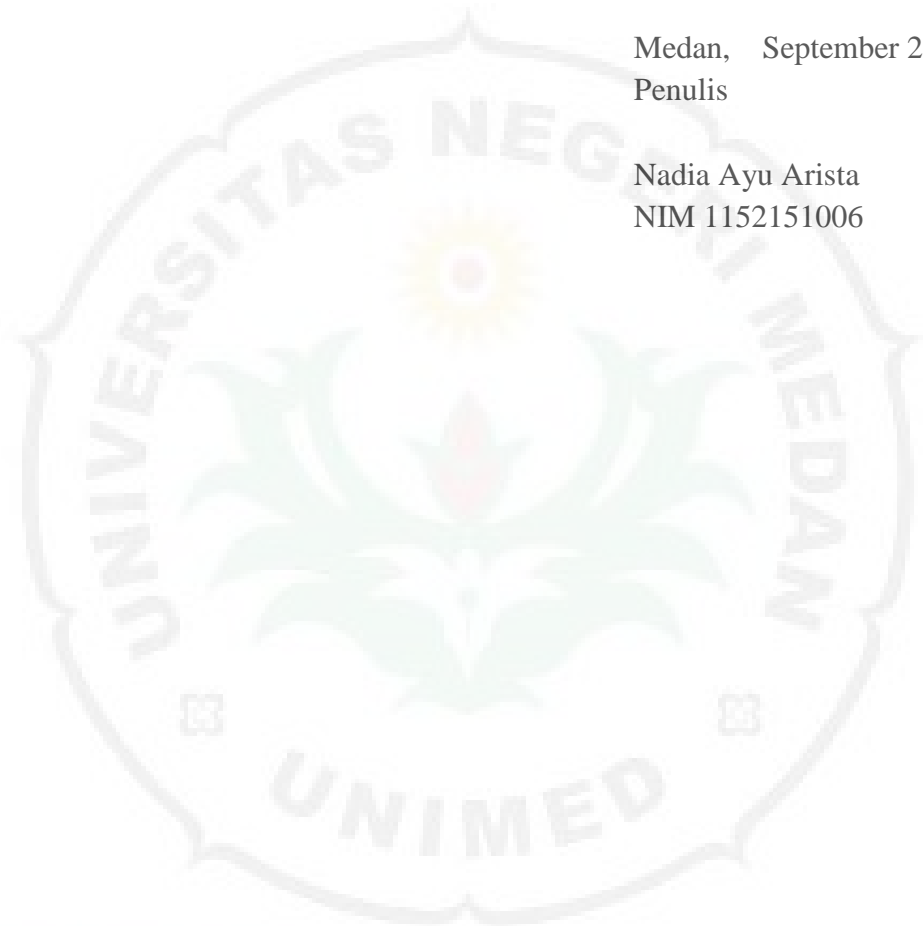 Medan, September 2
Penulis
Nadia Ayu Arista
NIM 1152151006
UNIVERSITAS NEGERI MEDAN
UNIMED